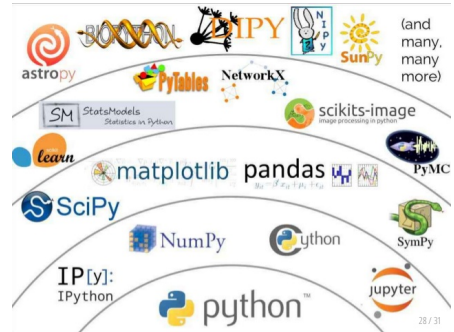 astropy
BIOPYTHON
DIPY
NIPY
SunPy
(and
many,
many
more)
PyTables
NetworkX
SM StatsModels
Statistics in Python
scikits-image
image processing in python
learn
matplotlib
pandas
PyMC
SciPy
NumPy
Cython
SymPy
IP[y]:
IPython
python™
jupyter
28 / 31